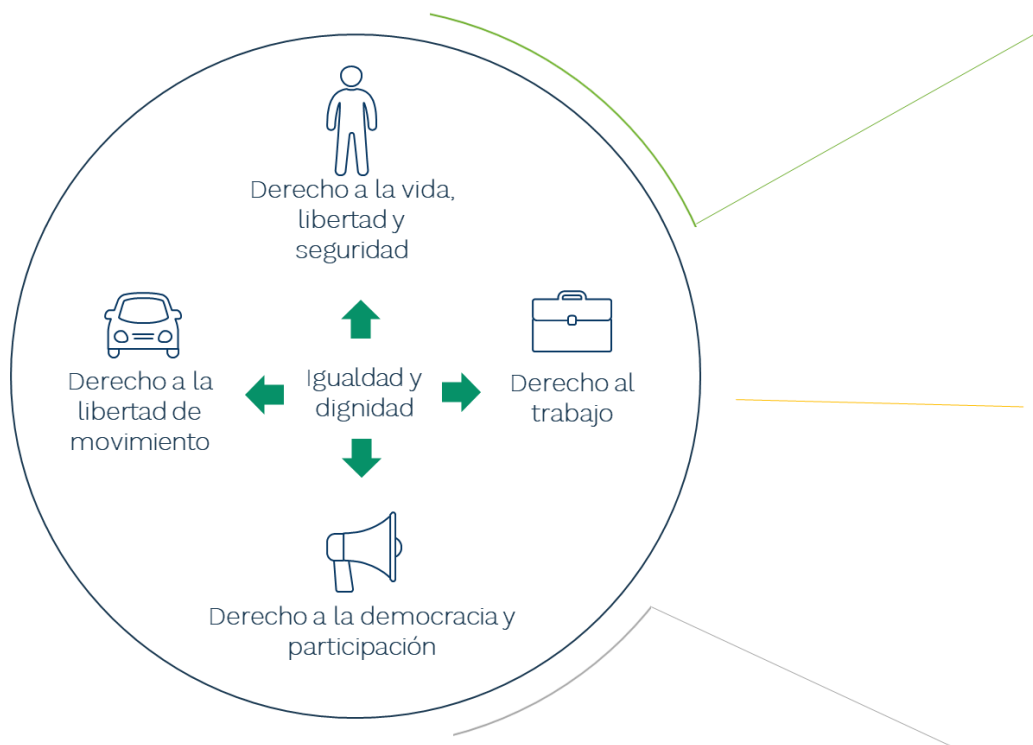 Derecho a la vida,
libertad y
seguridad
Derecho a la
libertad de
movimiento
Igualdad y
dignidad
Derecho al
trabajo
Derecho a la democracia y
participación